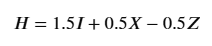 H = 1.5I + 0.5X − 0.5Z